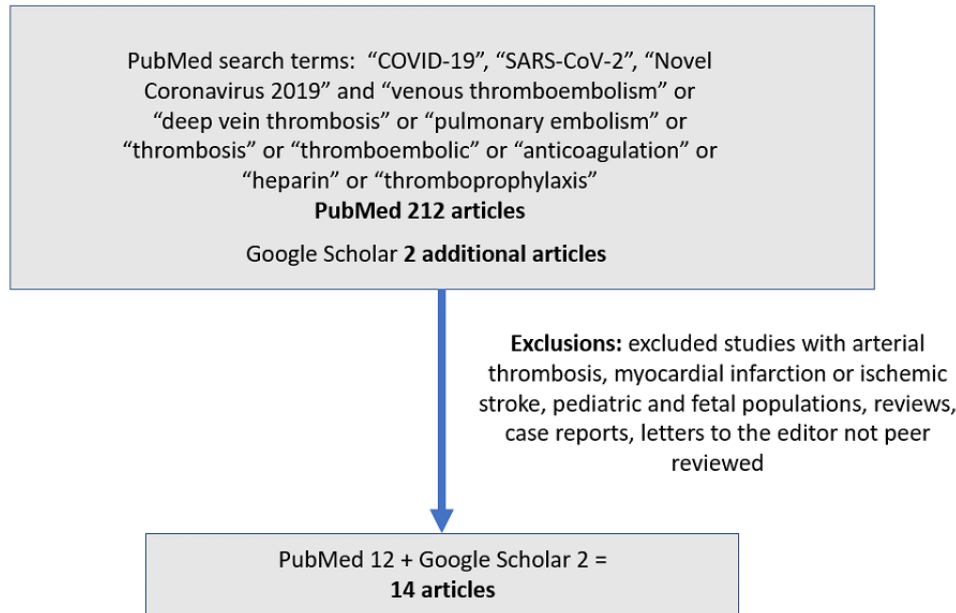 PubMed search terms:  “COVID-19”, “SARS-CoV-2”, “Novel
Coronavirus 2019” and “venous thromboembolism” or
“deep vein thrombosis” or “pulmonary embolism” or
“thrombosis” or “thromboembolic” or “anticoagulation” or
“heparin” or “thromboprophylaxis”
PubMed 212 articles
Google Scholar 2 additional articles
Exclusions: excluded studies with arterial
thrombosis, myocardial infarction or ischemic
stroke, pediatric and fetal populations, reviews,
case reports, letters to the editor not peer
reviewed
PubMed 12 + Google Scholar 2 =
14 articles